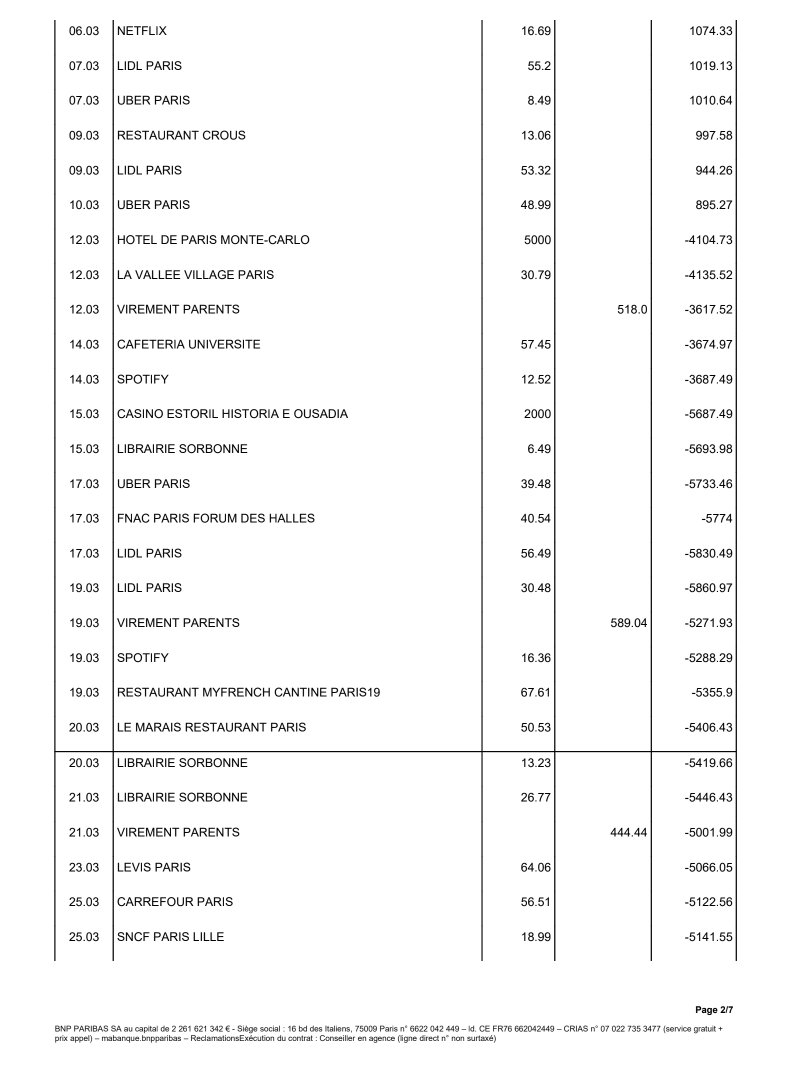 06.03 NETFLIX 16.69 1074.33
07.03 LIDL PARIS 55.2 1019.13
07.03 UBER PARIS 8.49 1010.64
09.03 RESTAURANT CROUS 13.06 997.58
09.03 LIDL PARIS 53.32 944.26
10.03 UBER PARIS 48.99 895.27
12.03 HOTEL DE PARIS MONTE-CARLO 5000 -4104.73
12.03 LA VALLEE VILLAGE PARIS 30.79 -4135.52
12.03 VIREMENT PARENTS 518.0 -3617.52
14.03 CAFETERIA UNIVERSITE 57.45 -3674.97
14.03 SPOTIFY 12.52 -3687.49
15.03 CASINO ESTORIL HISTORIA E OUSADIA 2000 -5687.49
15.03 LIBRAIRIE SORBONNE 6.49 -5693.98
17.03 UBER PARIS 39.48 -5733.46
17.03 FNAC PARIS FORUM DES HALLES 40.54 -5774
17.03 LIDL PARIS 56.49 -5830.49
19.03 LIDL PARIS 30.48 -5860.97
19.03 VIREMENT PARENTS 589.04 -5271.93
19.03 SPOTIFY 16.36 -5288.29
19.03 RESTAURANT MYFRENCH CANTINE PARIS19 67.61 -5355.9
20.03 LE MARAIS RESTAURANT PARIS 50.53 -5406.43
20.03 LIBRAIRIE SORBONNE 13.23 -5419.66
21.03 LIBRAIRIE SORBONNE 26.77 -5446.43
21.03 VIREMENT PARENTS 444.44 -5001.99
23.03 LEVIS PARIS 64.06 -5066.05
25.03 CARREFOUR PARIS 56.51 -5122.56
25.03 SNCF PARIS LILLE 18.99 -5141.55
Page 2/7
BNP PARIBAS SA au capital de 2 261 621 342 € - Siège social : 16 bd des Italiens, 75009 Paris n° 6622 042 449 – Id. CE FR76 662042449 – CRIAS n° 07 022 735 3477 (service gratuit +
prix appel) – mabanque.bnpparibas – ReclamationsExécution du contrat : Conseiller en agence (ligne direct n° non surtaxé)